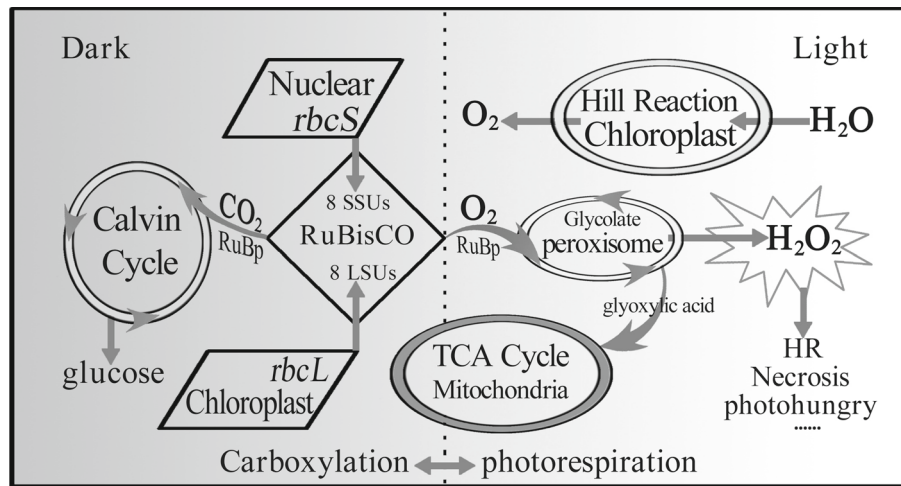 Dark
Light
Nuclear
rbcS
O₂
Hill Reaction
Chloroplast
H₂O
8 SSUs
RuBisCO
8 LSUs
CO₂
RuBp
Calvin
Cycle
glucose
O₂
RuBp
Glycolate
peroxisome
H₂O₂
glyoxylic acid
rbcL
Chloroplast
TCA Cycle
Mitochondria
HR
Necrosis
photohungry
......
Carboxylation
photorespiration